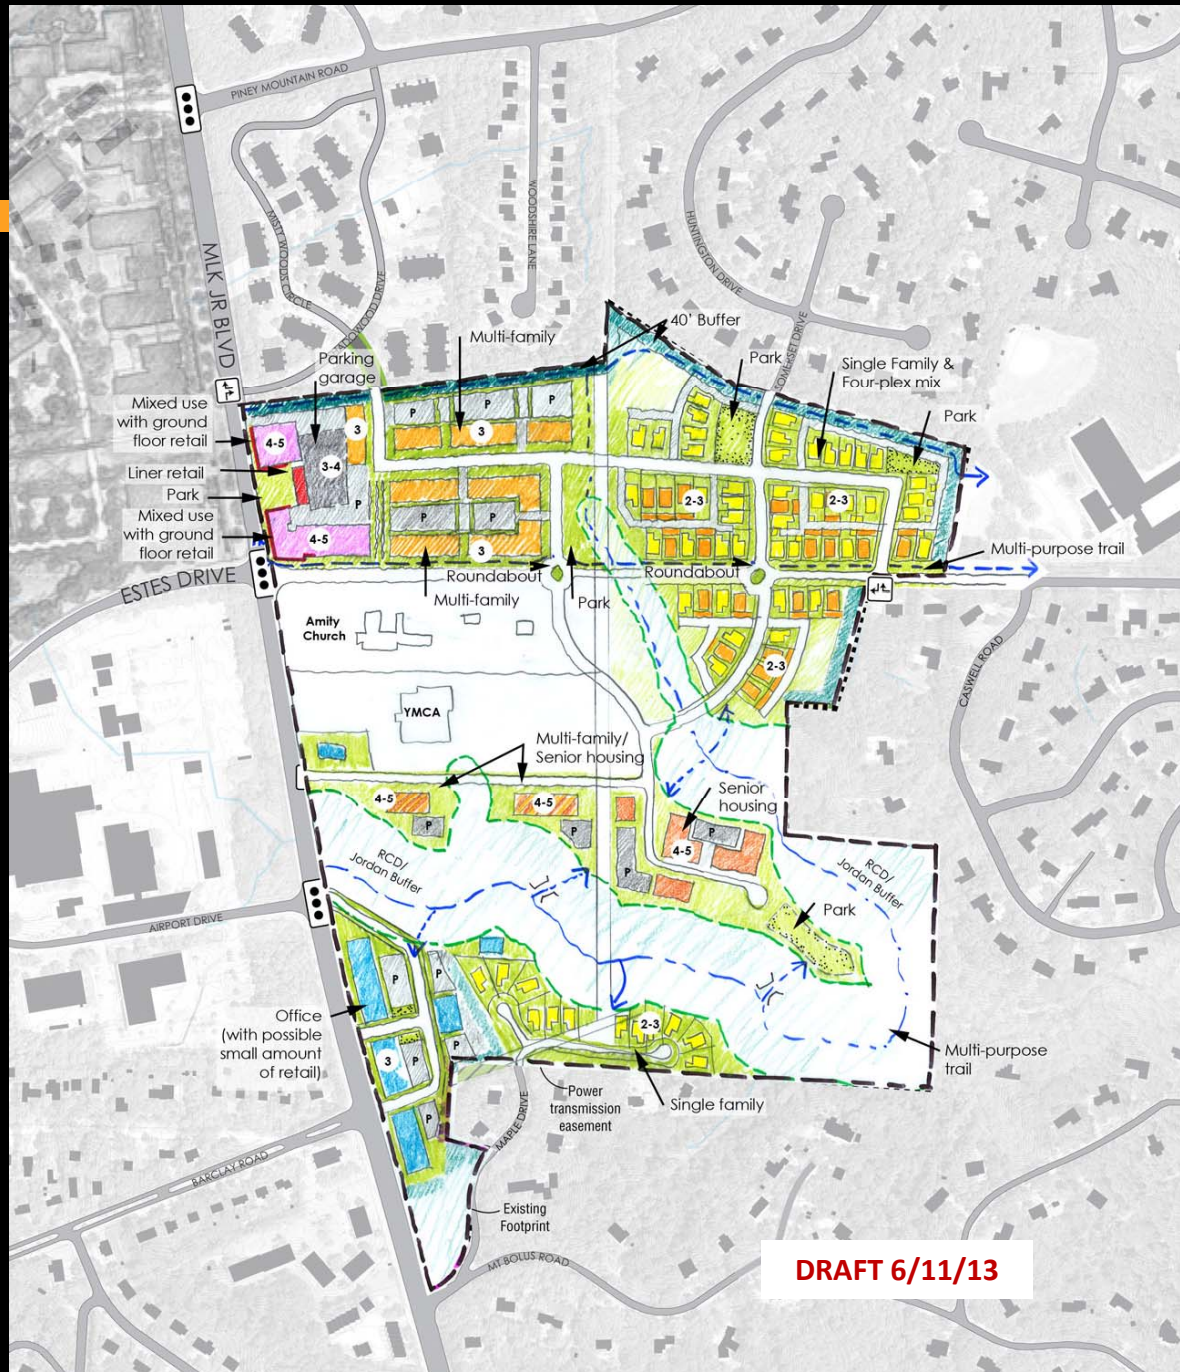 PINEY MOUNTAIN ROAD
MISTY WOODS CIRCLE
WOODSHIRE LANE
HUNTINGTON DRIVE
MLK JR BLVD
ADOWOOD DRIVE
SOMERSET DRIVE
40' Buffer
Multi-family
Parking
garage
Park
Single Family &
Four-plex mix
Park
Mixed use
with ground
floor retail
Liner retail
Park
Mixed use
with ground
floor retail
4-5
3
3-4
P
P
P
3
P
4-5
P
P
3
2-3
2-3
ESTES DRIVE
Roundabout
Multi-family
Park
Roundabout
Multi-purpose trail
Amity
Church
2-3
CASWELL ROAD
YMCA
Multi-family/
Senior housing
4-5
P
4-5
P
P
Senior
housing
P
4-5
RCD/
Jordan Buffer
RCD/
Jordan Buffer
Park
AIRPORT DRIVE
P
P
P
P
P
3
2-3
Office
(with possible
small amount
of retail)
Multi-purpose
trail
Power
transmission
easement
Single family
MAPLE DRIVE
BARCLAY ROAD
Existing
Footprint
MT BOLUS ROAD
DRAFT 6/11/13